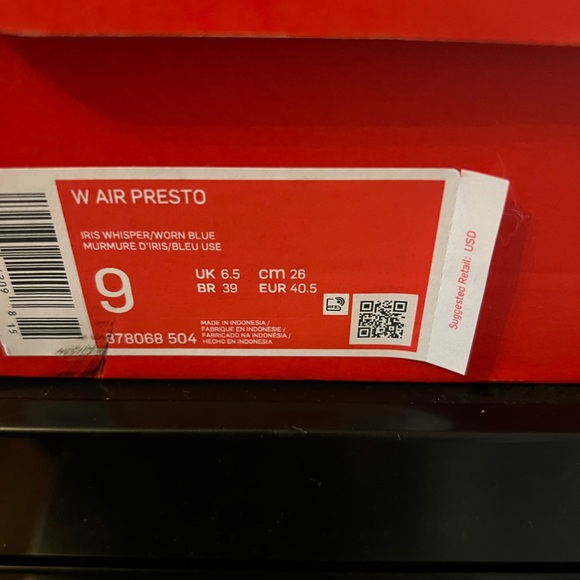 W AIR PRESTO
IRIS WHISPER/WORN BLUE
MURMURE D'IRIS/BLEU USE
9
UK 6.5 cm 26
BR 39 EUR 40.5
878068 504
MADE IN INDONESIA /
FABRIQUE EN INDONESIE /
FABRICADO NA INDONÉSIA /
HECHO EN INDONESIA
Suggested Retail: USD
8 15